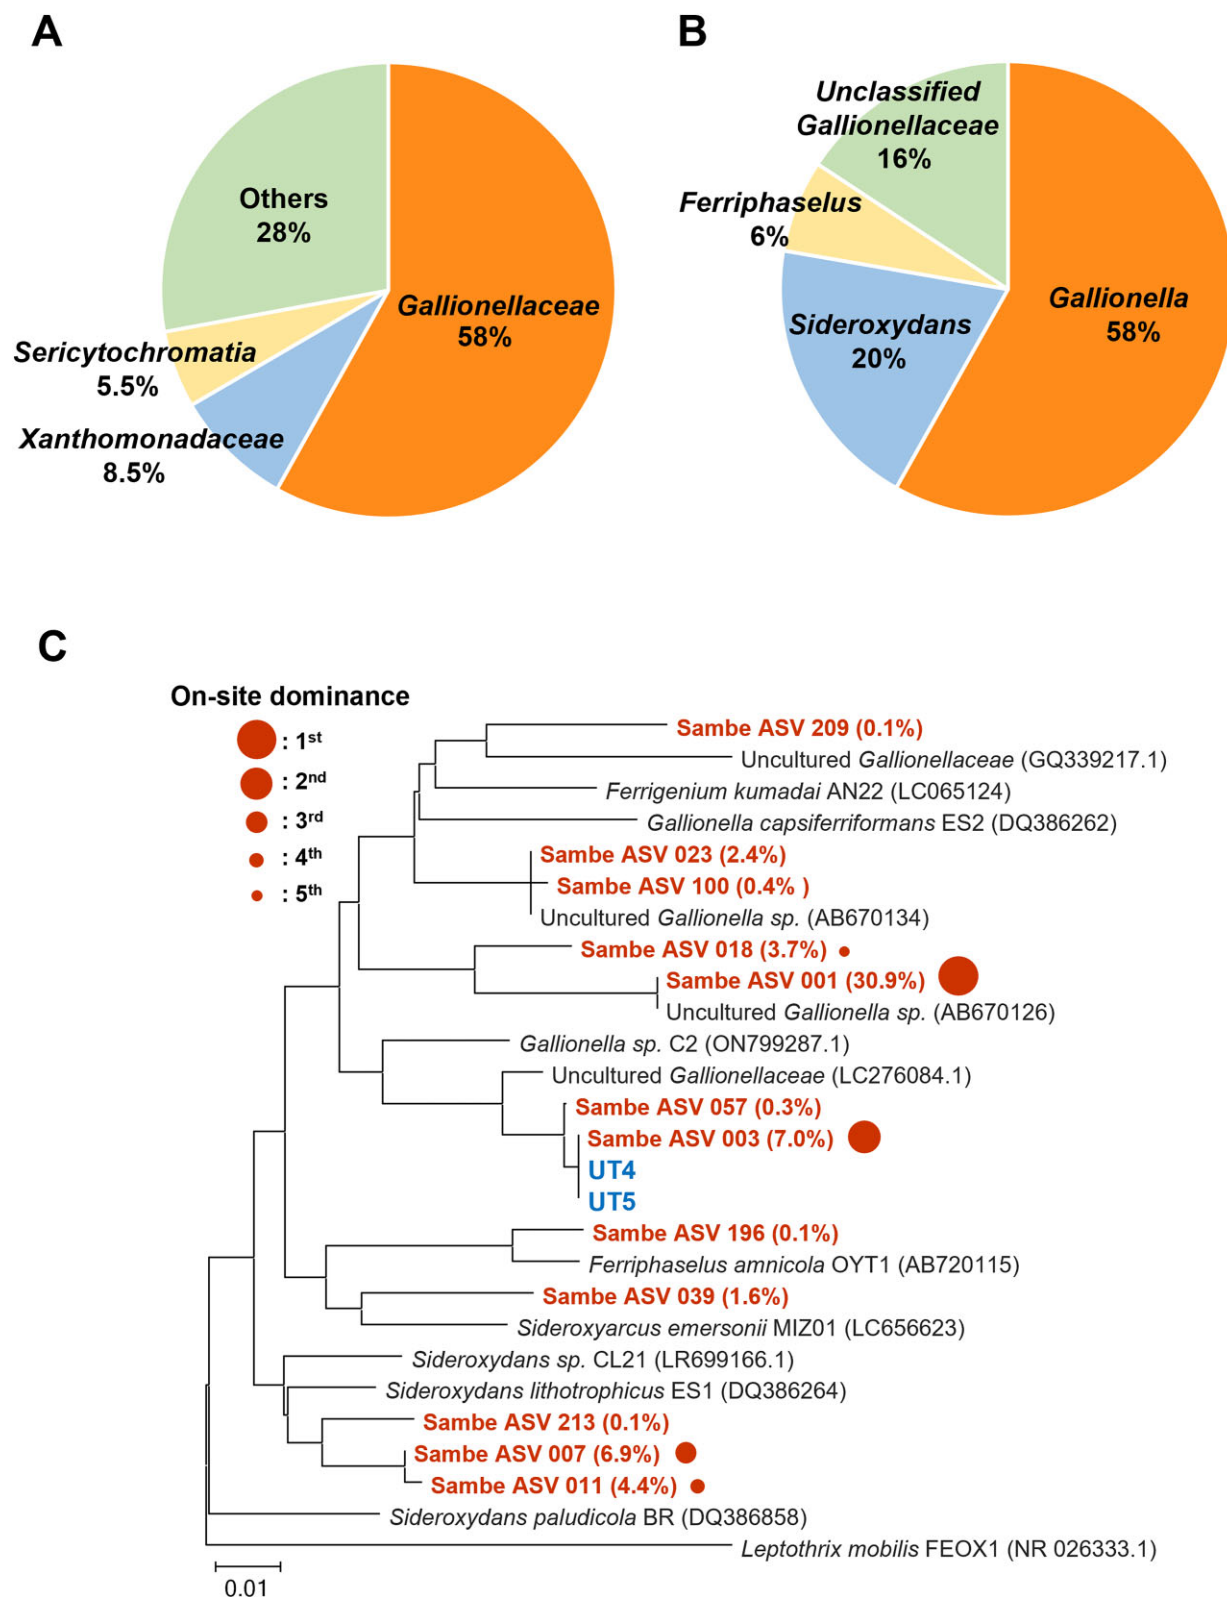 A
Others
28%
Gallionellaceae
58%
Sericytochromatia
5.5%
Xanthomonadaceae
8.5%
B
Unclassified
Gallionellaceae
16%
Ferriphaselus
6%
Gallionella
58%
Sideroxydans
20%
C
On-site dominance
: 1st
: 2nd
: 3rd
: 4th
: 5th
Sambe ASV 209 (0.1%)
Uncultured Gallionellaceae (GQ339217.1)
Ferrigenium kumadai AN22 (LC065124)
Gallionella capsiferriformans ES2 (DQ386262)
Sambe ASV 023 (2.4%)
Sambe ASV 100 (0.4% )
Uncultured Gallionella sp. (AB670134)
Sambe ASV 018 (3.7%)
Sambe ASV 001 (30.9%)
Uncultured Gallionella sp. (AB670126)
Gallionella sp. C2 (ON799287.1)
Uncultured Gallionellaceae (LC276084.1)
Sambe ASV 057 (0.3%)
Sambe ASV 003 (7.0%)
UT4
UT5
Sambe ASV 196 (0.1%)
Ferriphaselus amnicola OYT1 (AB720115)
Sambe ASV 039 (1.6%)
Sideroxyarcus emersonii MIZ01 (LC656623)
Sideroxydans sp. CL21 (LR699166.1)
Sideroxydans lithotrophicus ES1 (DQ386264)
Sambe ASV 213 (0.1%)
Sambe ASV 007 (6.9%)
Sambe ASV 011 (4.4%)
Sideroxydans paludicola BR (DQ386858)
Leptothrix mobilis FEOX1 (NR 026333.1)
0.01